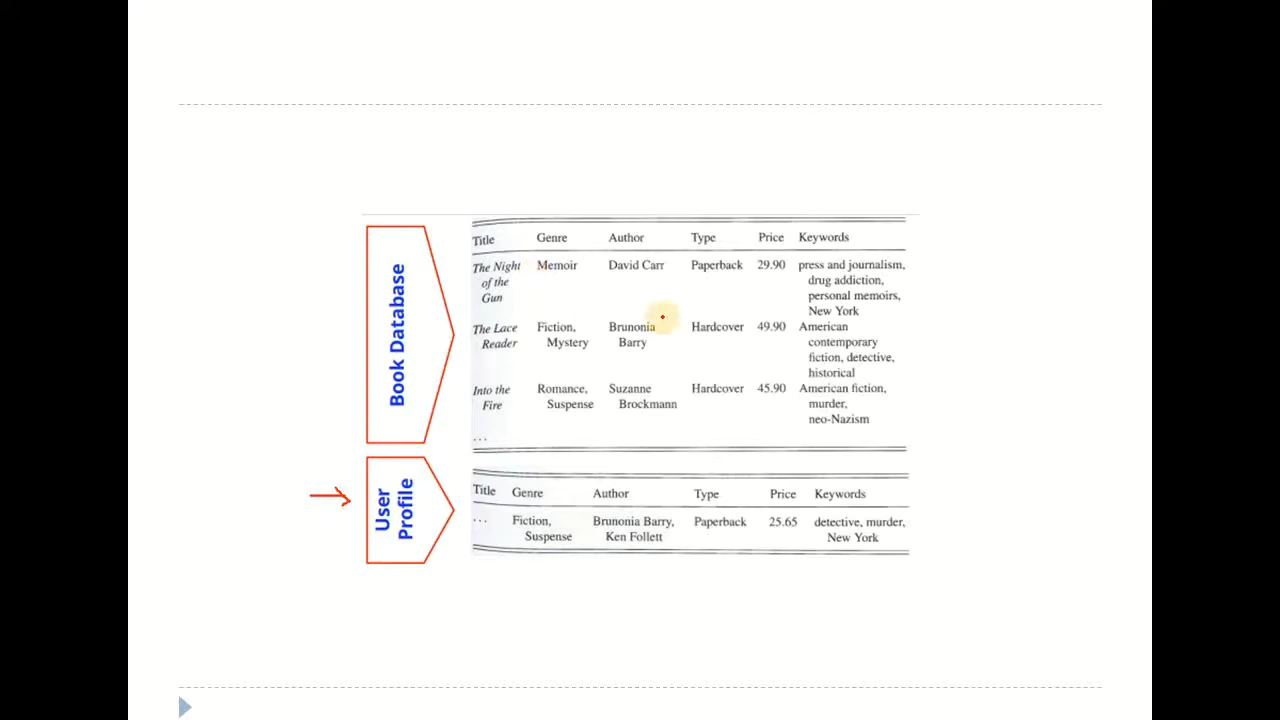 Book Database
Title Genre Author Type Price Keywords
The Night Memoir David Carr Paperback 29.90 press and journalism,
of the drug addiction,
Gun personal memoirs,
New York
The Lace Fiction, Brunonia Hardcover 49.90 American
Reader Mystery Barry contemporary
fiction, detective,
historical
Into the Romance, Suzanne Hardcover 45.90 American fiction,
Fire Suspense Brockmann murder,
neo-Nazism
...
User
Profile
Title Genre Author Type Price Keywords
... Fiction, Brunonia Barry, Paperback 25.65 detective, murder,
Suspense Ken Follett New York